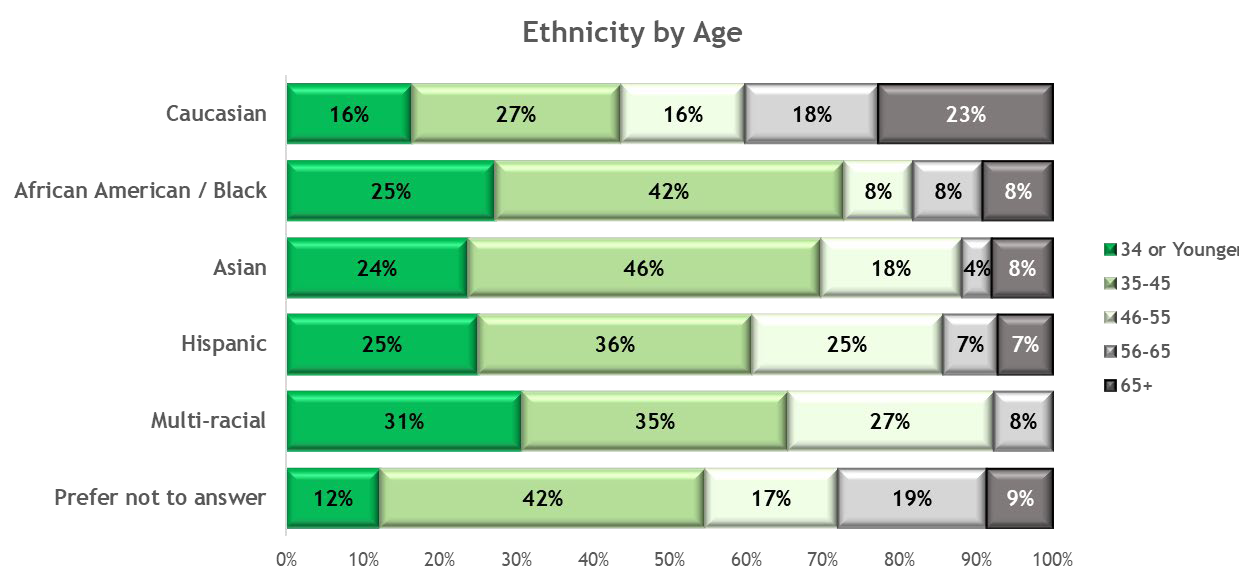 Ethnicity by Age
Caucasian 16% 27% 16% 18% 23%
African American / Black 25% 42% 8% 8% 8%
Asian 24% 46% 18% 4% 8%
Hispanic 25% 36% 25% 7% 7%
Multi-racial 31% 35% 27% 8%
Prefer not to answer 12% 42% 17% 19% 9%
0% 10% 20% 30% 40% 50% 60% 70% 80% 90% 100%
34 or Younger
35-45
46-55
56-65
65+